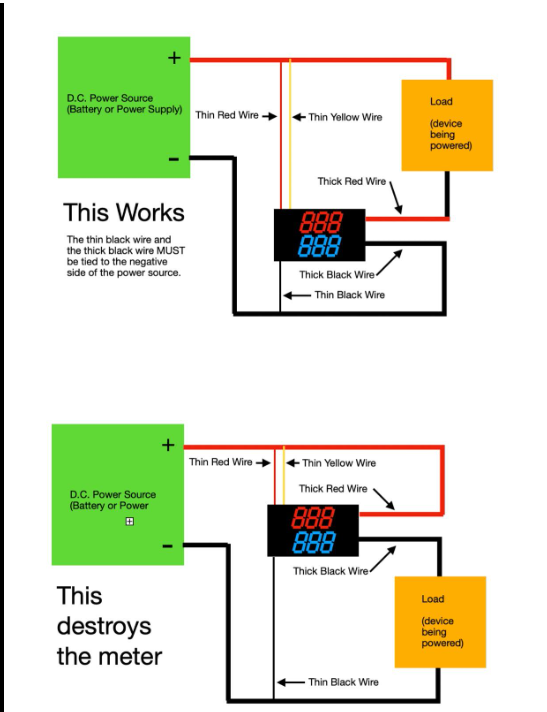 +
D.C. Power Source
(Battery or Power Supply)
Thin Red Wire
Thin Yellow Wire
Load
(device
being
powered)
-
Thick Red Wire
This Works
888
888
The thin black wire and
the thick black wire MUST
be tied to the negative
side of the power source.
Thick Black Wire
Thin Black Wire
+
Thin Red Wire
Thin Yellow Wire
D.C. Power Source
(Battery or Power
Thick Red Wire
888
888
-
Thick Black Wire
This
destroys
the meter
Load
(device
being
powered)
Thin Black Wire